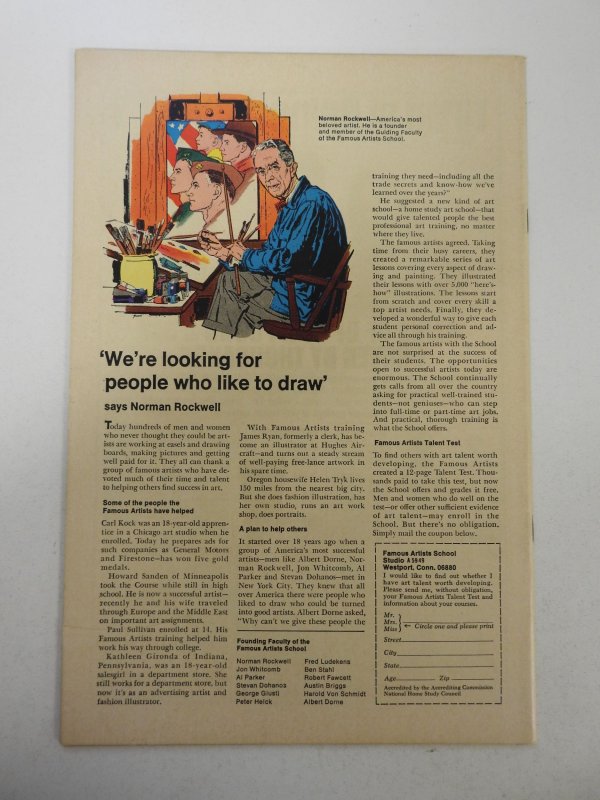 Norman Rockwell—America's most
beloved artist. He is a founder
and member of the Guiding Faculty
of the Famous Artists School.
'We're looking for
people who like to draw'
says Norman Rockwell
Today hundreds of men and women
who never thought they could be art-
ists are working at easels and drawing
boards, making pictures and getting
well paid for it. They all can thank a
group of famous artists who have de-
voted much of their time and talent
to helping others find success in art.
Some of the people the
Famous Artists have helped
Carl Kock was an 18-year-old appren-
tice in a Chicago art studio when he
enrolled. Today he prepares ads for
such companies as General Motors
and Firestone—has won five gold
medals.
Howard Sanden of Minneapolis
took the Course while still in high
school. He is now a successful artist—
recently he and his wife traveled
through Europe and the Middle East
on important art assignments.
Paul Sullivan enrolled at 14. His
Famous Artists training helped him
work his way through college.
Kathleen Gironda of Indiana,
Pennsylvania, was an 18-year-old
salesgirl in a department store. She
still works for a department store, but
now it's as an advertising artist and
fashion illustrator.
With Famous Artists training
James Ryan, formerly a clerk, has be-
come an illustrator at Hughes Air-
craft—and turns out a steady stream
of well-paying free-lance artwork in
his spare time.
Oregon housewife Helen Tryk lives
150 miles from the nearest big city.
But she does fashion illustration, has
her own studio, runs an art work
shop, does portraits.
A plan to help others
It started over 18 years ago when a
group of America's most successful
artists—men like Albert Dorne, Nor-
man Rockwell, Jon Whitcomb, Al
Parker and Stevan Dohanos—met in
New York City. They knew that all
over America there were people who
liked to draw who could be turned
into good artists. Albert Dorne asked,
"Why can't we give these people the
Founding Faculty of the
Famous Artists School
Norman Rockwell
Jon Whitcomb
Al Parker
Stevan Dohanos
George Giusti
Peter Helck
Fred Ludekens
Ben Stahl
Robert Fawcett
Austin Briggs
Harold Von Schmidt
Albert Dorne
training they need—including all the
trade secrets and know-how we've
learned over the years?"
He suggested a new kind of art
school—a home study art school—that
would give talented people the best
professional art training, no matter
where they live.
The famous artists agreed. Taking
time from their busy careers, they
created a remarkable series of art
lessons covering every aspect of draw-
ing and painting. They illustrated
their lessons with over 5,000 "here's-
how" illustrations. The lessons start
from scratch and cover every skill a
top artist needs. Finally, they de-
veloped a wonderful way to give each
student personal correction and ad-
vice all through his training.
The famous artists with the School
are not surprised at the success of
their students. The opportunities
open to successful artists today are
enormous. The School continually
gets calls from all over the country
asking for practical well-trained stu-
dents—not geniuses—who can step
into full-time or part-time art jobs.
And practical, thorough training is
what the School offers.
Famous Artists Talent Test
To find others with art talent worth
developing, the Famous Artists
created a 12-page Talent Test. Thou-
sands paid to take this test, but now
the School offers and grades it free.
Men and women who do well on the
test—or offer other sufficient evidence
of art talent—may enroll in the
School. But there's no obligation.
Simply mail the coupon below.
Famous Artists School
Studio A5949
Westport, Conn. 06880
I would like to find out whether I
have art talent worth developing.
Please send me, without obligation,
your Famous Artists Talent Test and
information about your courses.
Mr.
Mrs.
Miss
← Circle one and please print
Street
City
State
Age Zip
Accredited by the Accrediting Commission
National Home Study Council